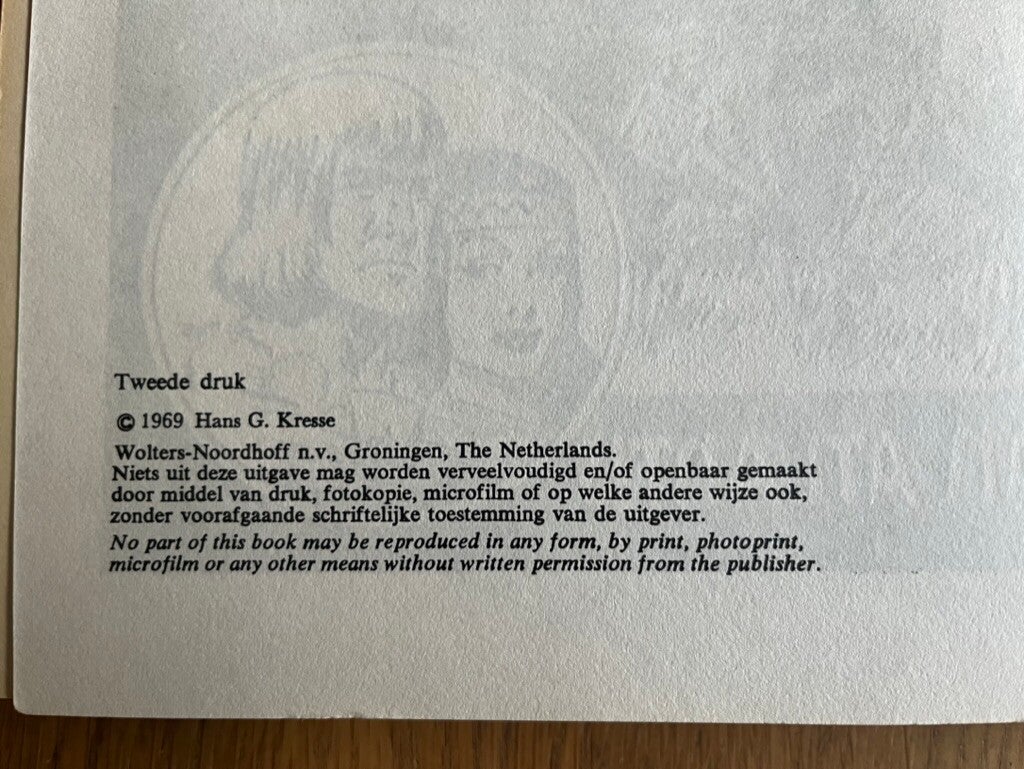 Tweede druk
© 1969 Hans G. Kresse
Wolters-Noordhoff n.v., Groningen, The Netherlands.
Niets uit deze uitgave mag worden verveelvoudigd en/of openbaar gemaakt
door middel van druk, fotokopie, microfilm of op welke andere wijze ook,
zonder voorafgaande schriftelijke toestemming van de uitgever.
No part of this book may be reproduced in any form, by print, photoprint,
microfilm or any other means without written permission from the publisher.